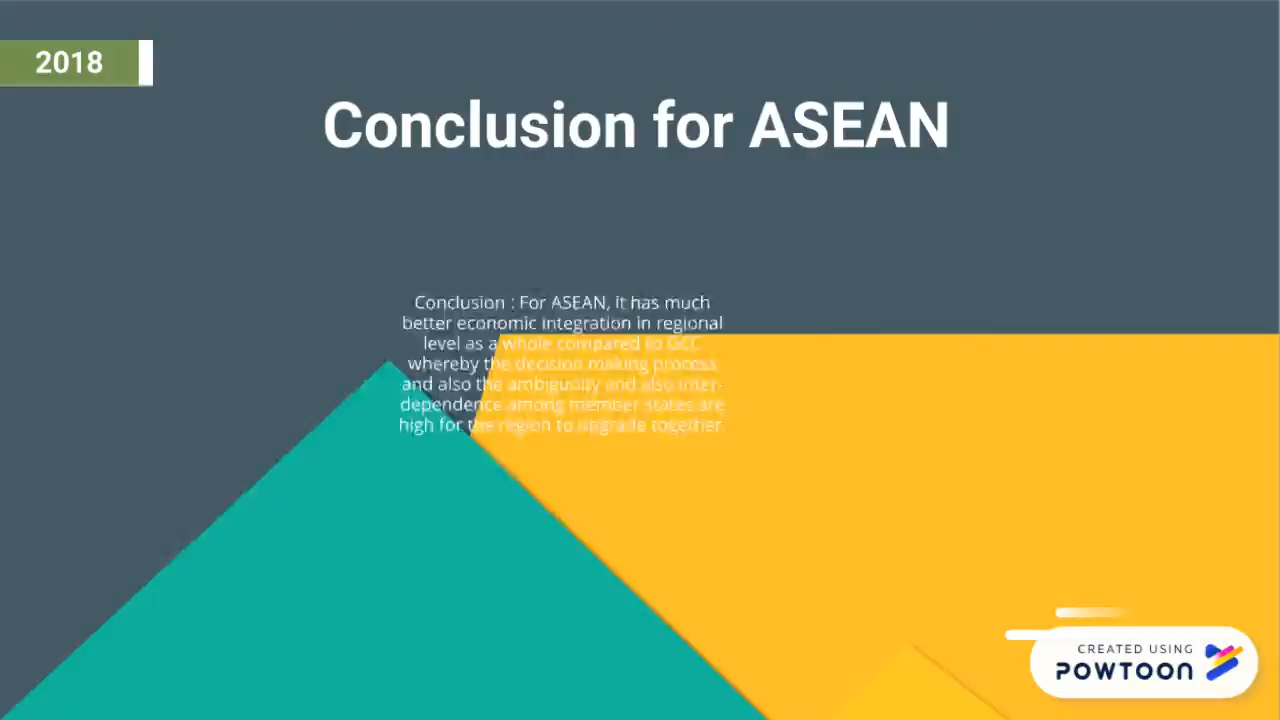 2018
Conclusion for ASEAN
Conclusion : For ASEAN, it has much
better economic integration in regional
level as a whole compared to GCC
whereby the decision making process
and also the ambiguoity and also inter-
dependence among member states are
high for the region to upgrade together.
CREATED USING
POWTOON